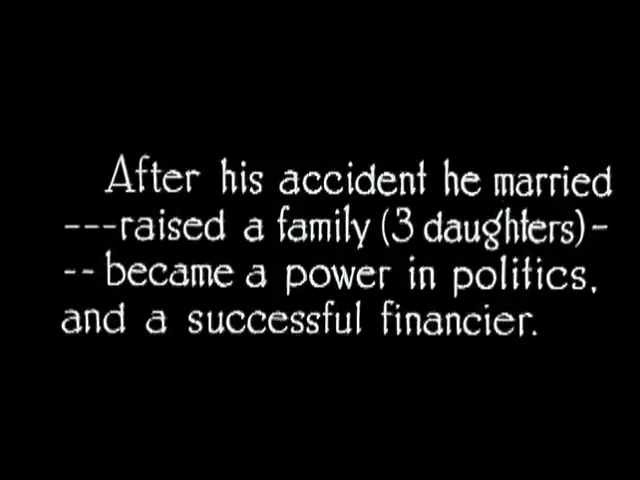 After his accident he married
---raised a family (3 daughters)-
-- became a power in politics,
and a successful financier.